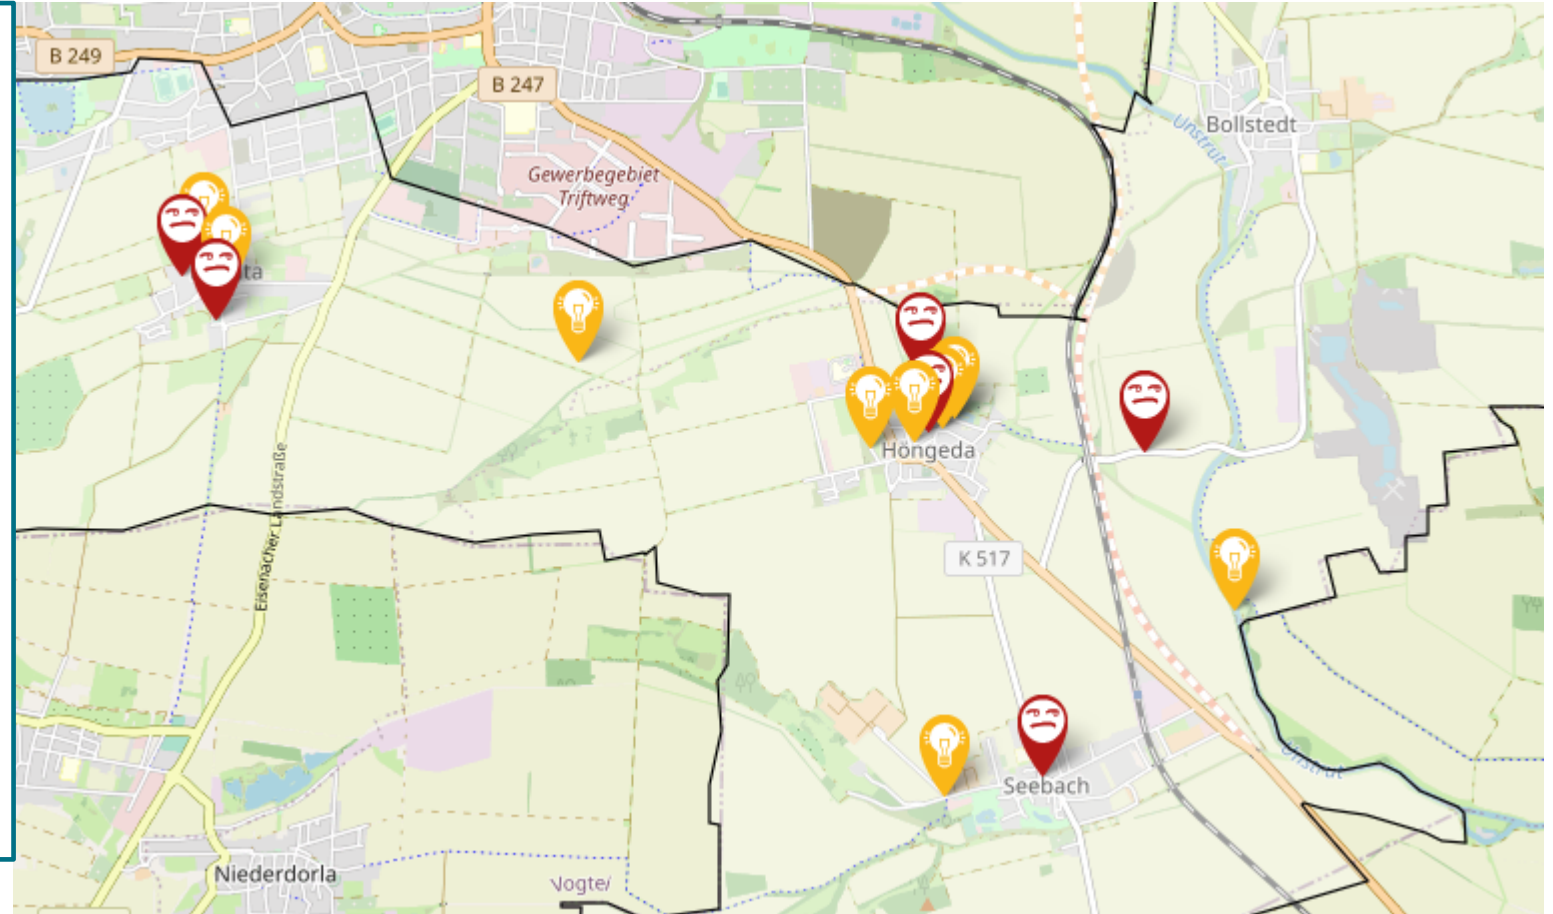 B 249
B 247
Unstrut
Bollstedt
Gewerbegebiet
Triftweg
ta
Höngeda
Eisenacher Landstraße
K 517
Unstrut
Seebach
Niederdorla
Vogtei